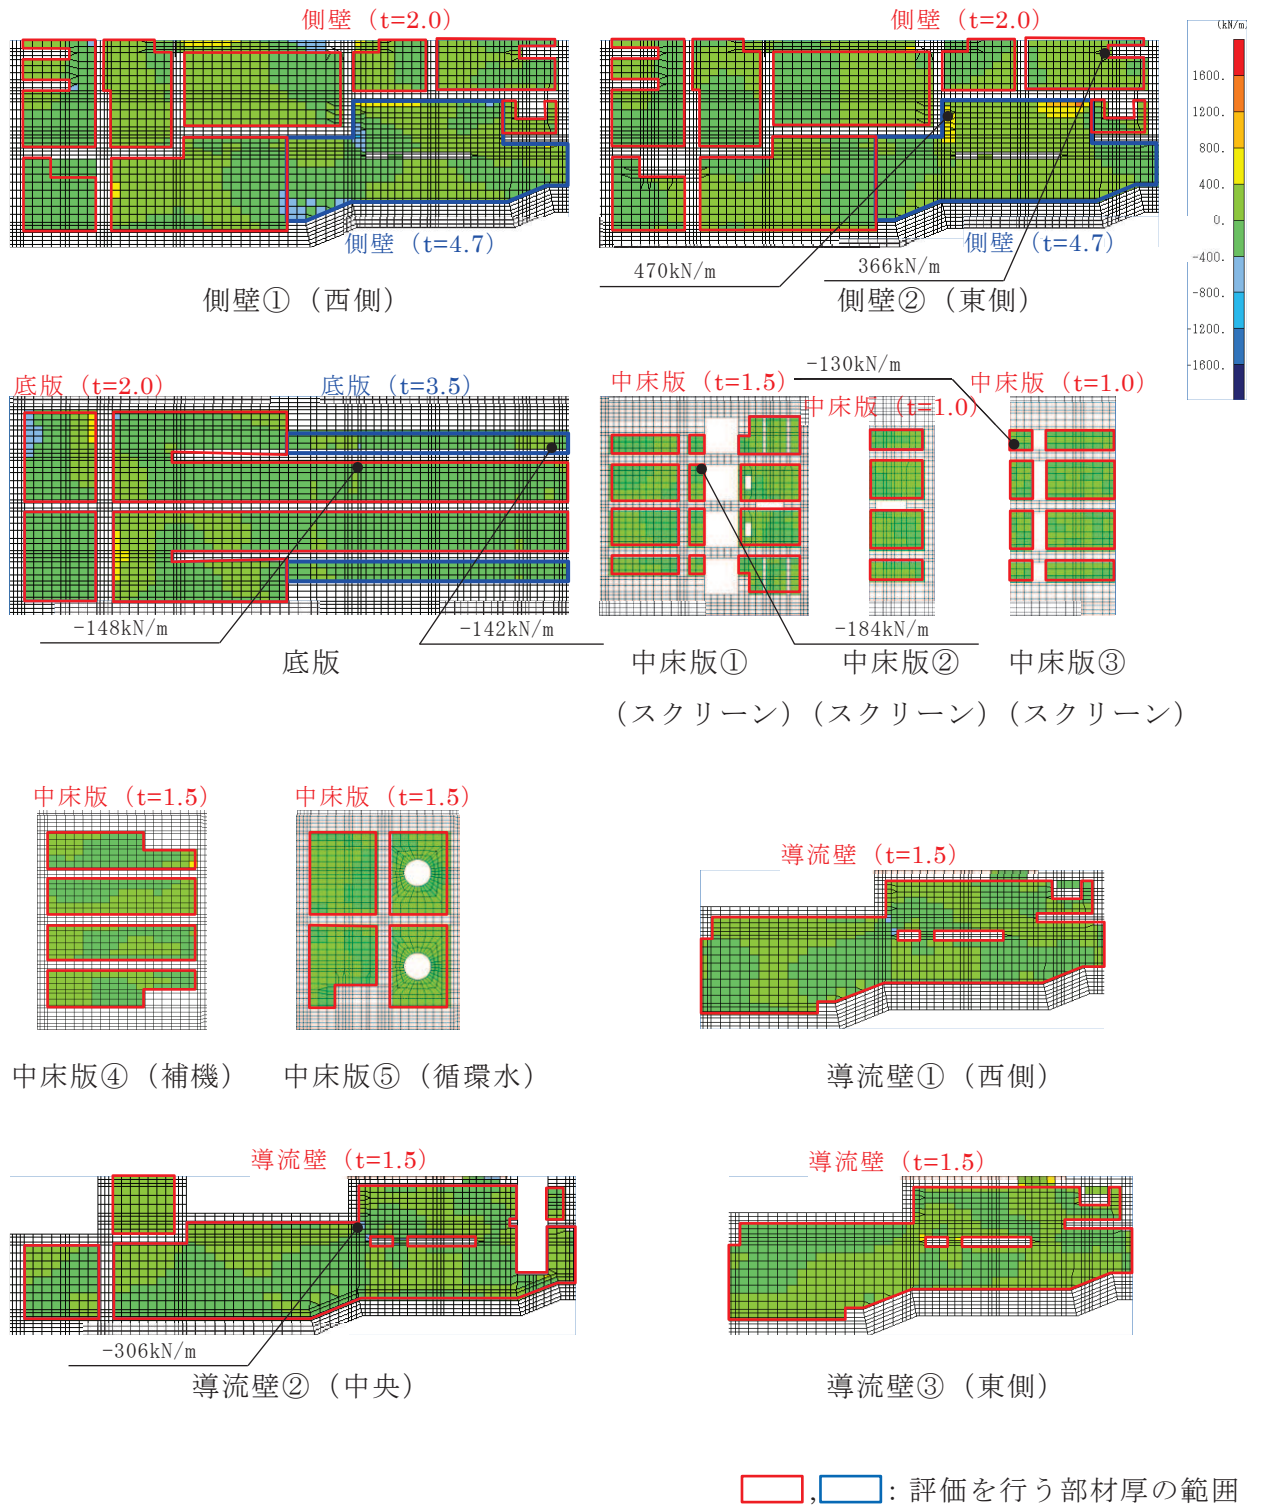 側壁（t=2.0）
側壁（t=2.0）
(kN/m
1600.
1200.
800.
400.
0.
-400.
-800.
-1200.
-1600.
側壁（t=4.7）
側壁（t=4.7）
470kN/m
366kN/m
側壁①（西側）
側壁②（東側）
底版（t=2.0）
底版（t=3.5）
中床版（t=1.5）
-130kN/m
中床版（t=1.0）
中床版（t=1.0）
-148kN/m
-142kN/m
-184kN/m
底版
中床版①
（スクリーン）
中床版②
（スクリーン）
中床版③
（スクリーン）
中床版（t=1.5）
中床版（t=1.5）
導流壁（t=1.5）
中床版④（補機）
中床版⑤（循環水）
導流壁①（西側）
導流壁（t=1.5）
導流壁（t=1.5）
-306kN/m
導流壁②（中央）
導流壁③（東側）
,　：評価を行う部材厚の範囲